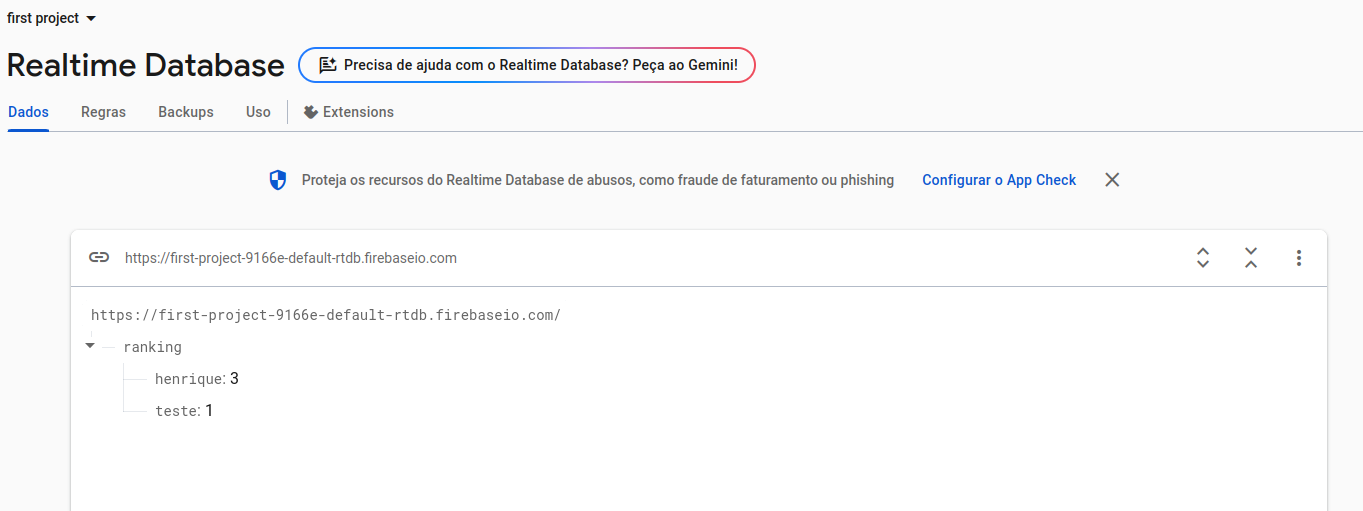 first project
Realtime Database
Precisa de ajuda com o Realtime Database? Peça ao Gemini!
Dados Regras Backups Uso Extensions
Proteja os recursos do Realtime Database de abusos, como fraude de faturamento ou phishing Configurar o App Check
https://first-project-9166e-default-rtdb.firebaseio.com
https://first-project-9166e-default-rtdb.firebaseio.com/
ranking
henrique: 3
teste: 1